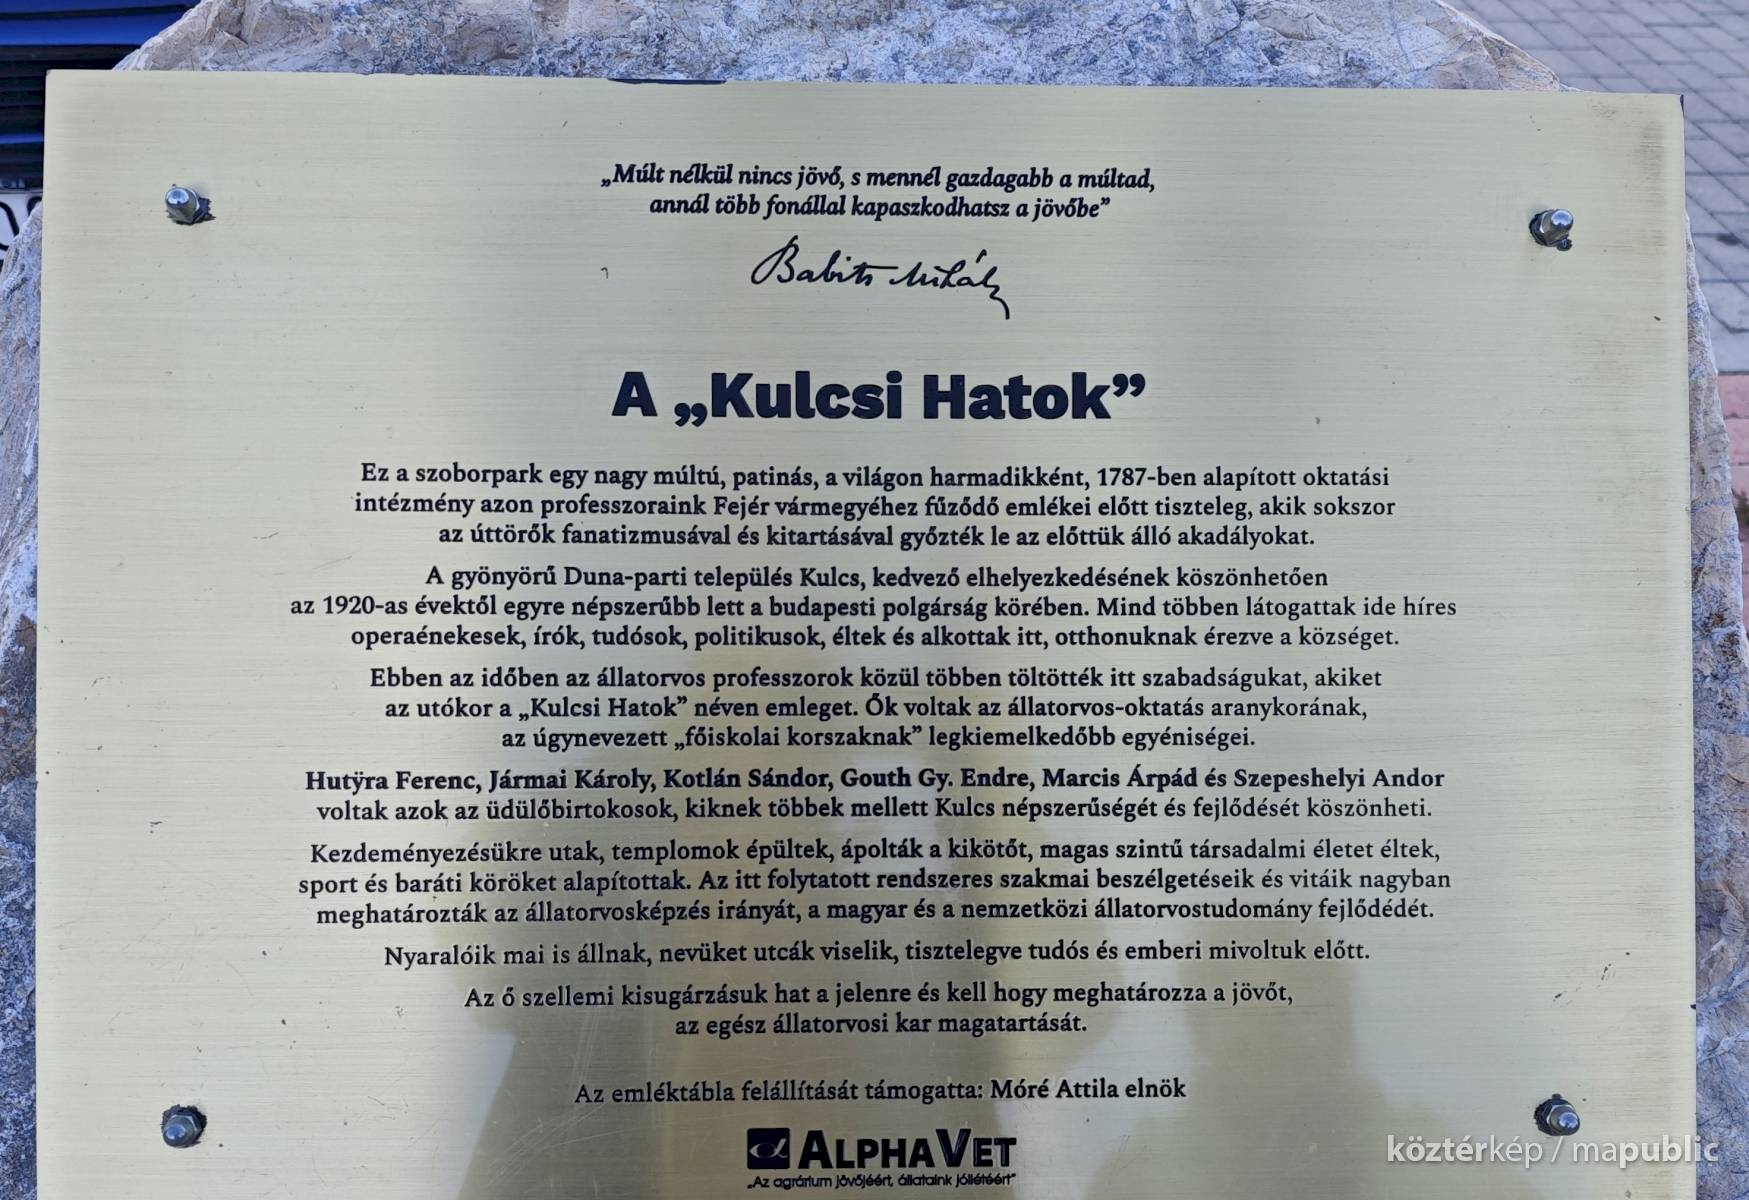 „Múlt nélkül nincs jövő, s mennél gazdagabb a múltad,
annál több fonállal kapaszkodhatsz a jövőbe”
Babits Mihály
A „Kulcsi Hatok”
Ez a szoborpark egy nagy múltú, patinás, a világon harmadikként, 1787-ben alapított oktatási
intézmény azon professzoraink Fejér vármegyéhez fűződő emlékei előtt tiszteleg, akik sokszor
az úttörők fanatizmusával és kitartásával győzték le az előttük álló akadályokat.
A gyönyörű Duna-parti település Kulcs, kedvező elhelyezkedésének köszönhetően
az 1920-as évektől egyre népszerűbb lett a budapesti polgárság körében. Mind többen látogattak ide híres
operaénekesek, írók, tudósok, politikusok, éltek és alkottak itt, otthonuknak érezve a községet.
Ebben az időben az állatorvos professzorok közül többen töltötték itt szabadságukat, akiket
az utókor a „Kulcsi Hatok” néven emleget. Ők voltak az állatorvos-oktatás aranykorának,
az úgynevezett „főiskolai korszaknak” legkiemelkedőbb egyéniségei.
Hutÿra Ferenc, Jármai Károly, Kotlán Sándor, Gouth Gy. Endre, Marcis Árpád és Szepeshelyi Andor
voltak azok az üdülőbirtokosok, kiknek többek mellett Kulcs népszerűségét és fejlődését köszönheti.
Kezdeményezésükre utak, templomok épültek, ápolták a kikötőt, magas szintű társadalmi életet éltek,
sport és baráti köröket alapítottak. Az itt folytatott rendszeres szakmai beszélgetéseik és vitáik nagyban
meghatározták az állatorvosképzés irányát, a magyar és a nemzetközi állatorvostudomány fejlődédét.
Nyaralóik mai is állnak, nevüket utcák viselik, tisztelegve tudós és emberi mivoltuk előtt.
Az ő szellemi kisugárzásuk hat a jelenre és kell hogy meghatározza a jövőt,
az egész állatorvosi kar magatartását.
Az emléktábla felállítását támogatta: Móré Attila elnök
ALPHAVET
„Az agrárium jövőjéért, állataink jóllétéért”
köztérkép / mapublic